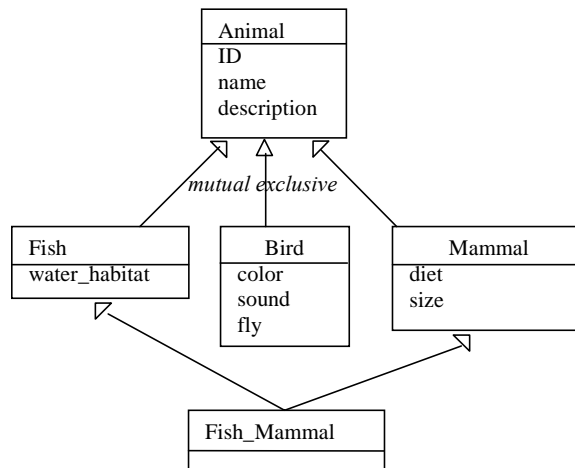 Animal
ID
name
description
mutual exclusive
Fish
water_habitat
Bird
color
sound
fly
Mammal
diet
size
Fish_Mammal